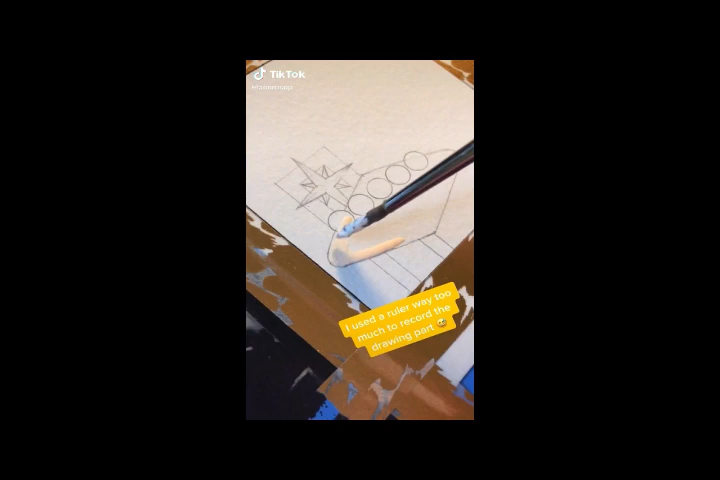 TikTok
I used a ruler way too
much to record the
drawing part 😅